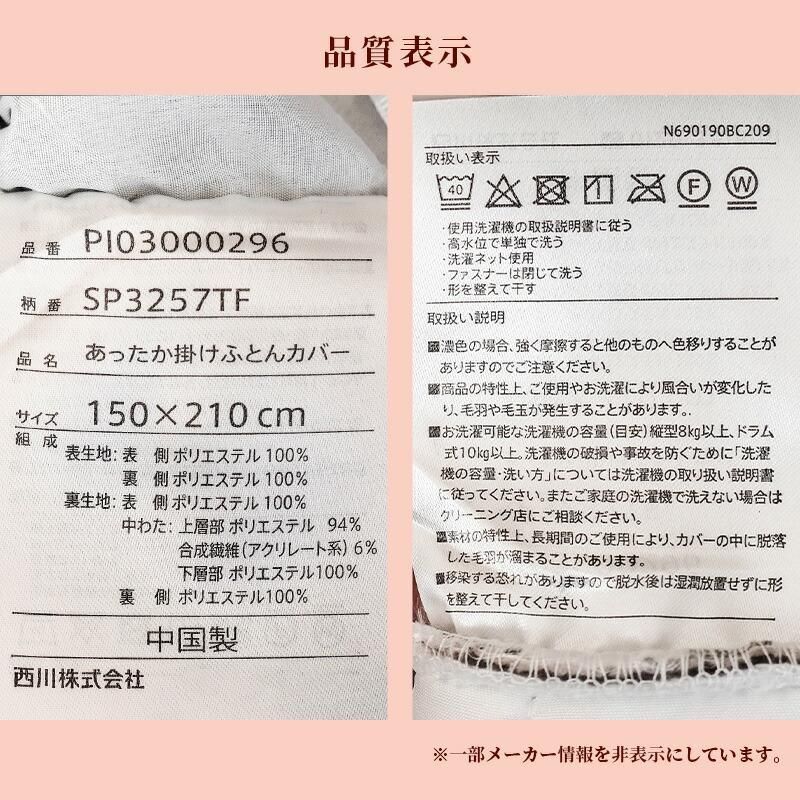 品質表示
品番 PI03000296
柄番 SP3257TF
品名 あったか掛けふとんカバー
サイズ 150×210cm
組成
表生地: 表 側 ポリエステル 100%
裏 側 ポリエステル 100%
裏生地: 表 側 ポリエステル 100%
中わた: 上層部 ポリエステル 94%
合成繊維(アクリレート系) 6%
下層部 ポリエステル100%
裏 側 ポリエステル100%
中国製
西川株式会社
N690190BC209
取扱い表示
40 F W
・使用洗濯機の取扱説明書に従う
・高水位で単独で洗う
・洗濯ネット使用
・ファスナーは閉じて洗う
・形を整えて干す
取扱い説明
濃色の場合、強く摩擦すると他のものへ色移りすることが
ありますのでご注意ください。
商品の特性上、ご使用やお洗濯により風合いが変化した
り、毛羽や毛玉が発生することがあります。
お洗濯可能な洗濯機の容量(目安)縦型8kg以上、ドラム
式10kg以上。洗濯機の破損や事故を防ぐために「洗濯
機の容量・洗い方」については洗濯機の取り扱い説明書
に従ってください。またご家庭の洗濯機で洗えない場合は
クリーニング店にご相談ください。
素材の特性上、長期間のご使用により、カバーの中に脱落
した毛羽が溜まることがあります。
移染する恐れがありますので脱水後は湿潤放置せずに形
を整えて干してください。
※一部メーカー情報を非表示にしています。